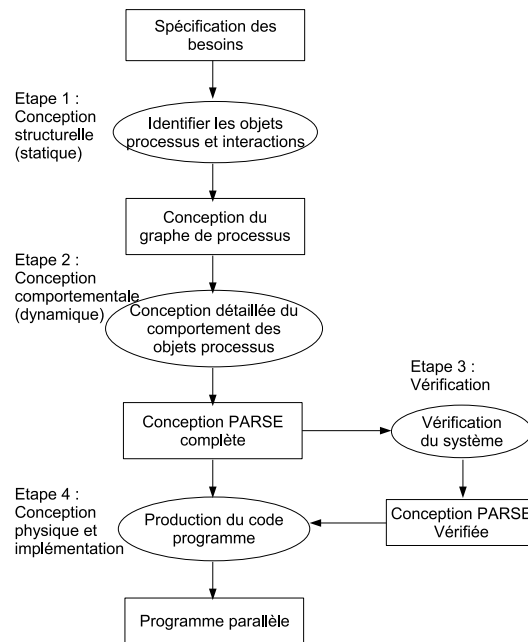 Spécification des
besoins
Etape 1 :
Conception
structurelle
(statique)
Identifier les objets
processus et interactions
Conception du
graphe de processus
Etape 2 :
Conception
comportementale
(dynamique)
Conception détaillée du
comportement des
objets processus
Etape 3 :
Vérification
Conception PARSE
complète
Vérification
du système
Etape 4 :
Conception
physique et
implémentation
Production du code
programme
Conception PARSE
Vérifiée
Programme parallèle